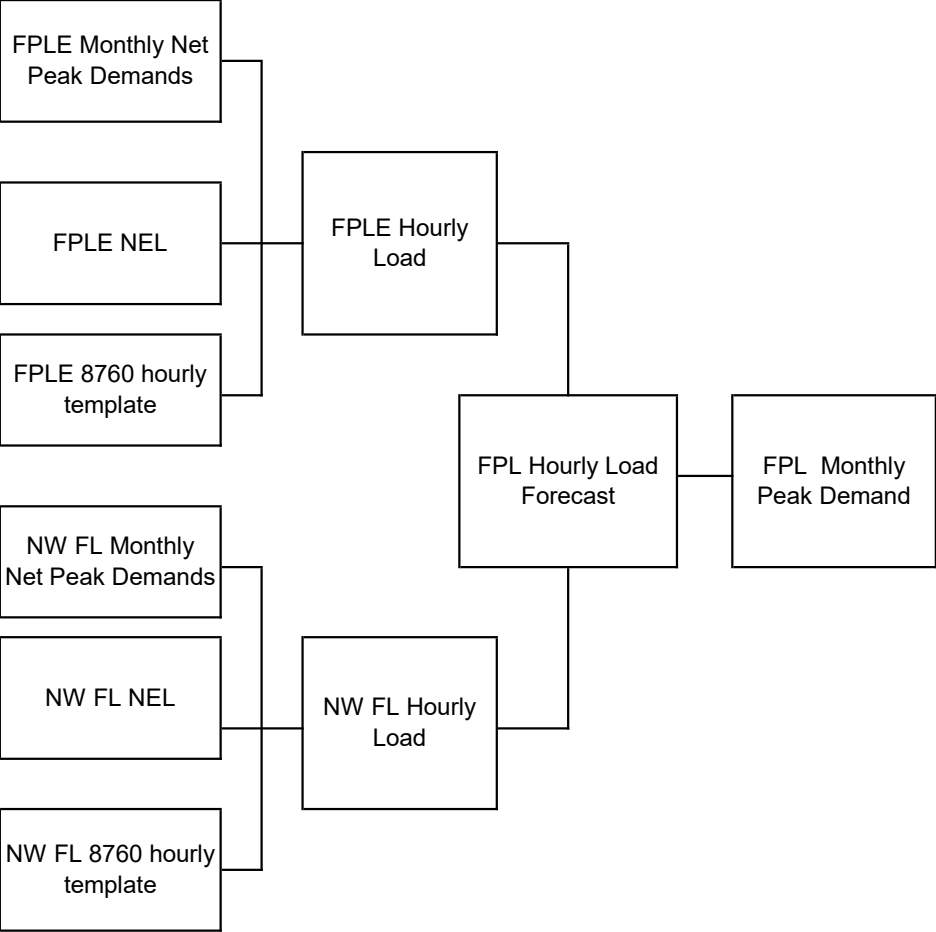 FPLE Monthly Net
Peak Demands
FPLE NEL
FPLE 8760 hourly
template
FPLE Hourly
Load
NW FL Monthly
Net Peak Demands
NW FL NEL
NW FL 8760 hourly
template
NW FL Hourly
Load
FPL Hourly Load
Forecast
FPL  Monthly
Peak Demand